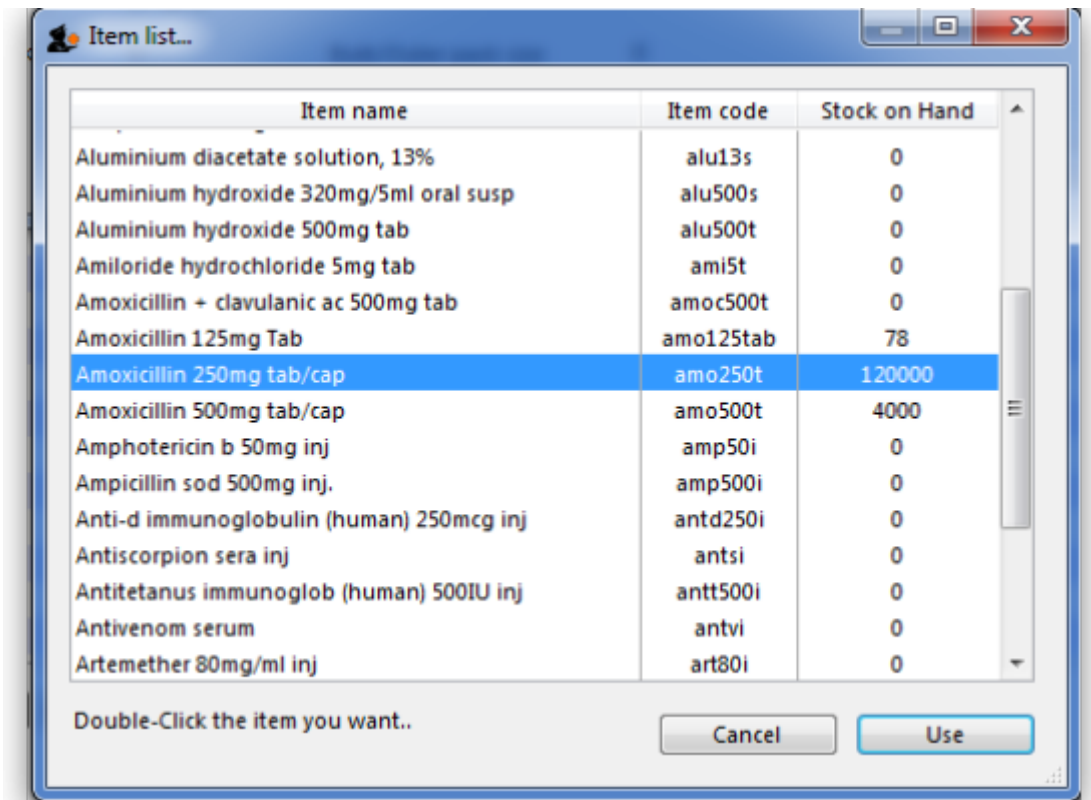 Item list...
Item name Item code Stock on Hand
Aluminium diacetate solution, 13% alu13s 0
Aluminium hydroxide 320mg/5ml oral susp alu500s 0
Aluminium hydroxide 500mg tab alu500t 0
Amiloride hydrochloride 5mg tab ami5t 0
Amoxicillin + clavulanic ac 500mg tab amoc500t 0
Amoxicillin 125mg Tab amo125tab 78
Amoxicillin 250mg tab/cap amo250t 120000
Amoxicillin 500mg tab/cap amo500t 4000
Amphotericin b 50mg inj amp50i 0
Ampicillin sod 500mg inj. amp500i 0
Anti-d immunoglobulin (human) 250mcg inj antd250i 0
Antiscorpion sera inj antsi 0
Antitetanus immunoglob (human) 500IU inj antt500i 0
Antivenom serum antvi 0
Artemether 80mg/ml inj art80i 0
Double-Click the item you want..
Cancel Use